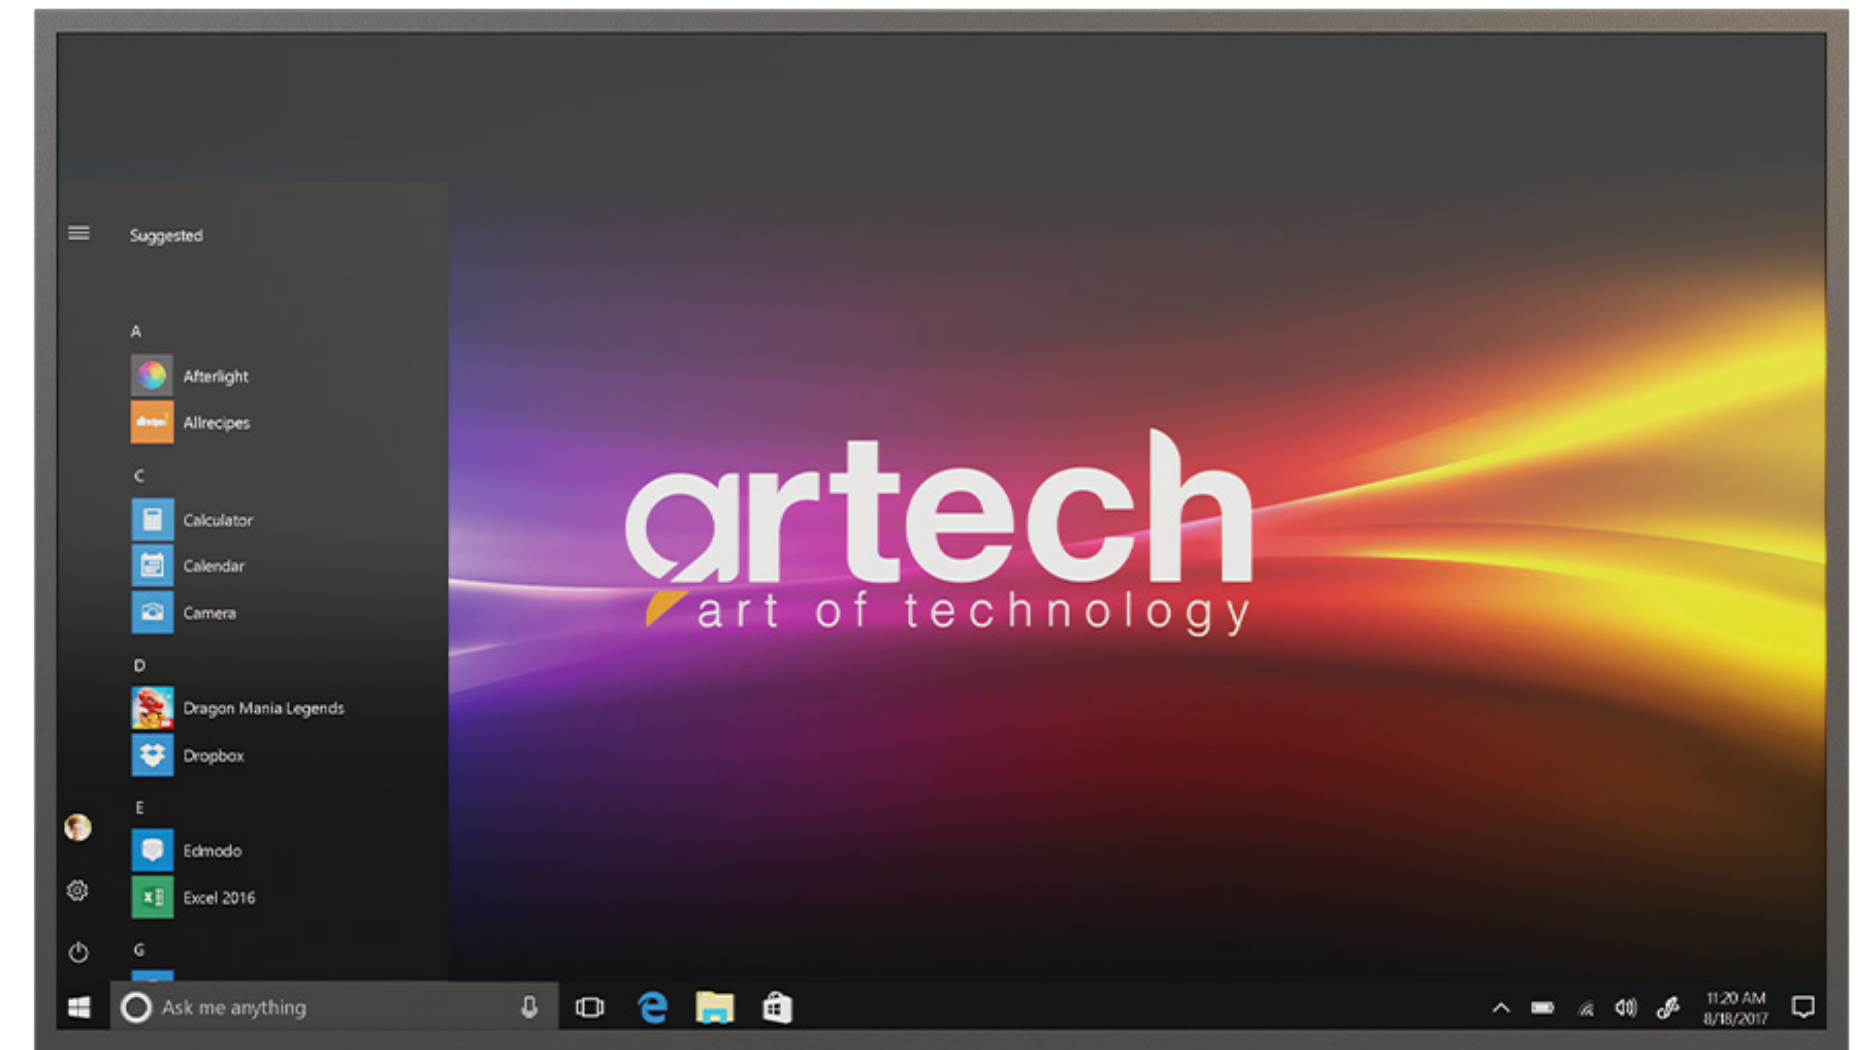 Suggested
A
Afterlight
Allrecipes
C
Calculator
Calendar
Camera
D
Dragon Mania Legends
Dropbox
E
Edmodo
Excel 2016
G
artech
art of technology
Ask me anything
11:20 AM
8/18/2017